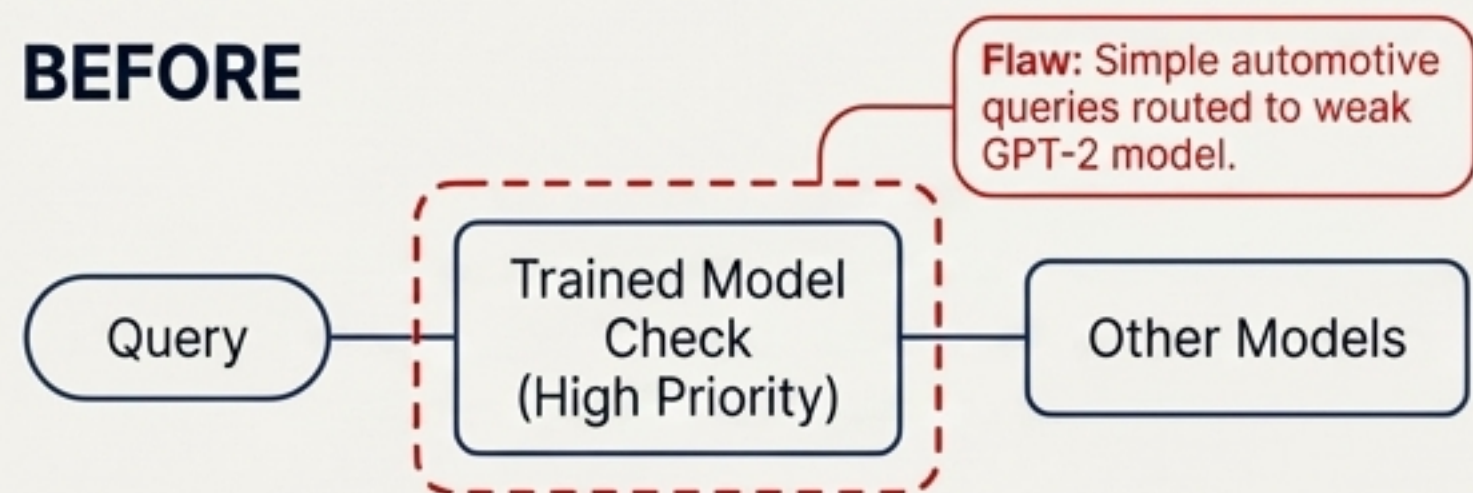 BEFORE
Flaw: Simple automotive
queries routed to weak
GPT-2 model.
Query
Trained Model
Check
(High Priority)
Other Models